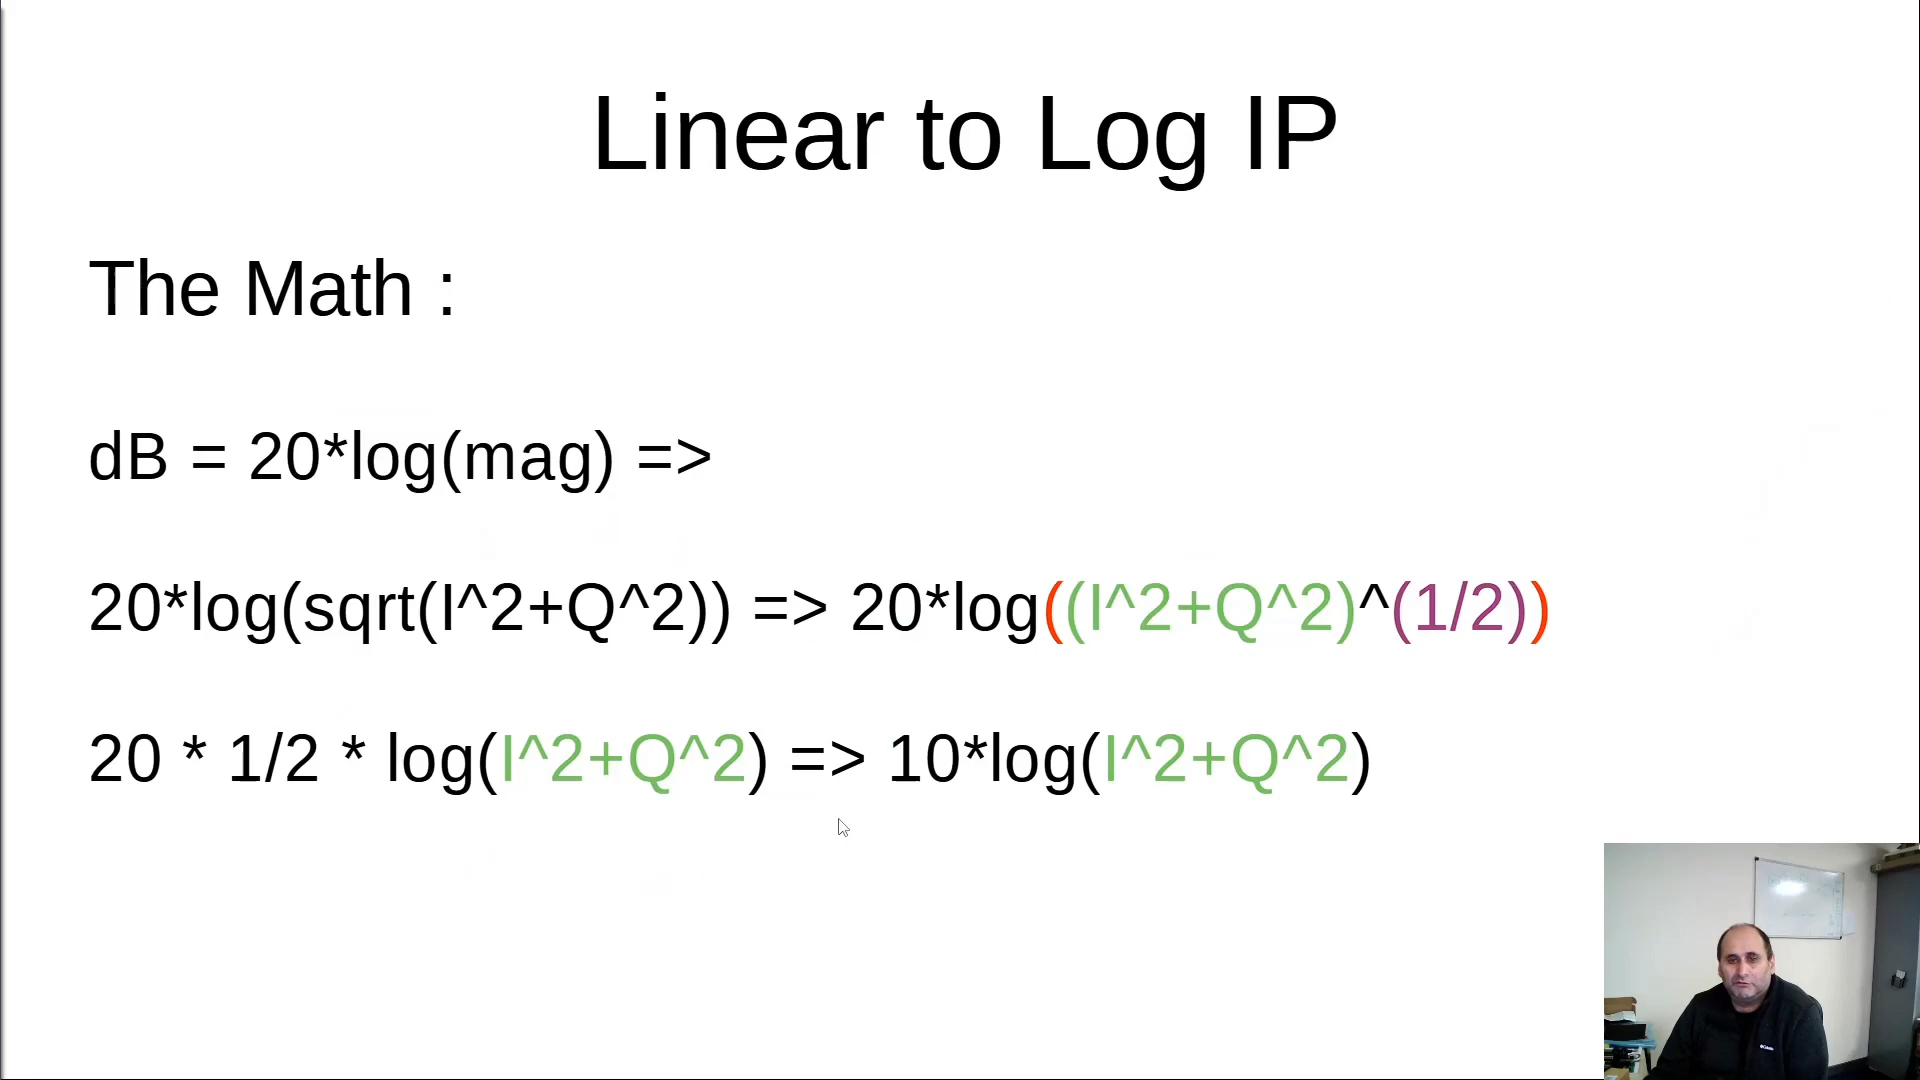 Linear to Log IP
The Math :
dB = 20*log(mag) =>
20*log(sqrt(I^2+Q^2)) => 20*log((I^2+Q^2)^(1/2))
20 * 1/2 * log(I^2+Q^2) => 10*log(I^2+Q^2)